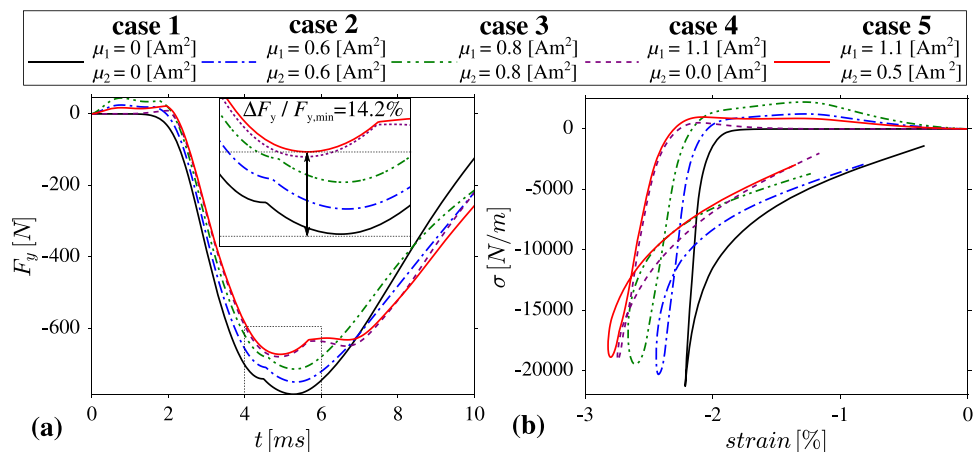 case 1 case 2 case 3 case 4 case 5
μ₁ = 0 [Am²] μ₁ = 0.6 [Am²] μ₁ = 0.8 [Am²] μ₁ = 1.1 [Am²] μ₁ = 1.1 [Am²]
μ₂ = 0 [Am²] μ₂ = 0.6 [Am²] μ₂ = 0.8 [Am²] μ₂ = 0.0 [Am²] μ₂ = 0.5 [Am²]
ΔF_y / F_y,min = 14.2%
0
-200
-400
-600
F_y [N]
0 2 4 6 8 10
(a)
t [ms]
0
-5000
-10000
-15000
-20000
σ [N/m]
-3 -2 -1 0
(b)
strain [%]